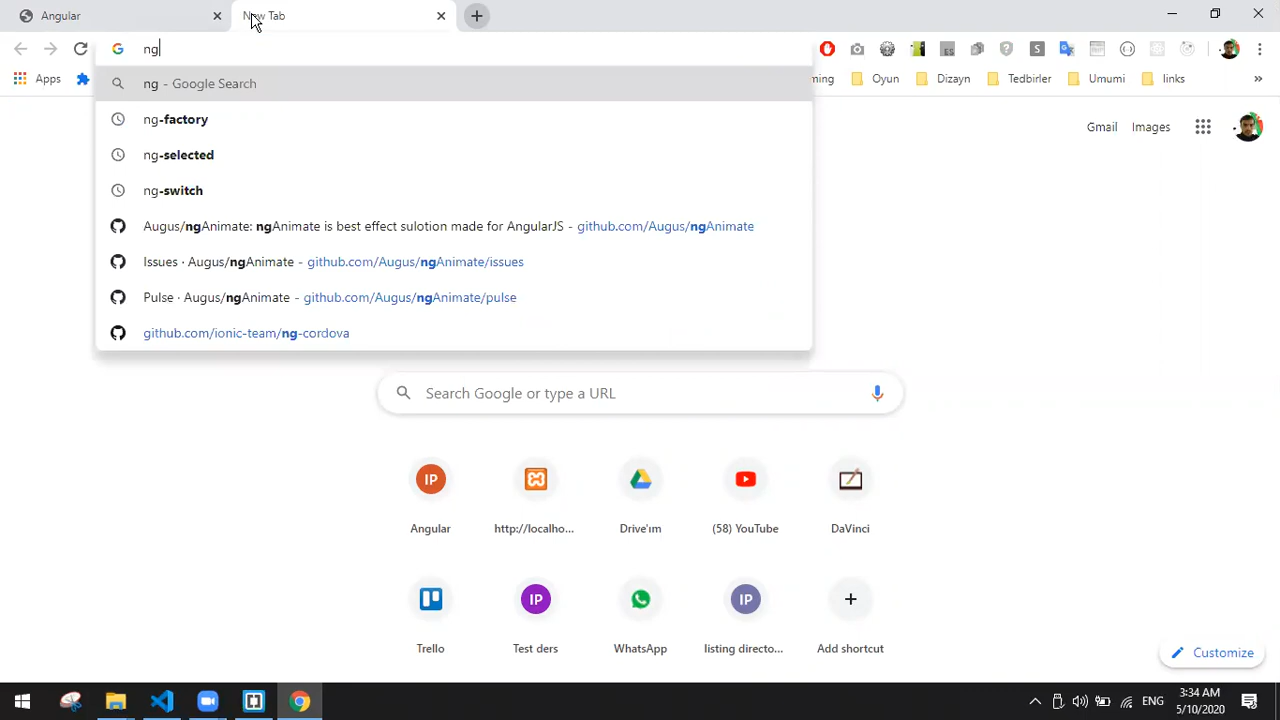 Angular
New Tab
ng
ming
Apps
Oyun
Dizayn
Tedbirler
Umumi
links
»
ng - Google Search
ng-factory
ng-selected
ng-switch
Augus/ngAnimate: ngAnimate is best effect sulotion made for AngularJS - github.com/Augus/ngAnimate
Issues · Augus/ngAnimate - github.com/Augus/ngAnimate/issues
Pulse · Augus/ngAnimate - github.com/Augus/ngAnimate/pulse
github.com/ionic-team/ng-cordova
Gmail
Images
Search Google or type a URL
IP
Angular
http://localho...
Drive'ım
(58) YouTube
DaVinci
Trello
IP
Test ders
WhatsApp
IP
listing directo...
Add shortcut
Customize
ENG
3:34 AM
5/10/2020